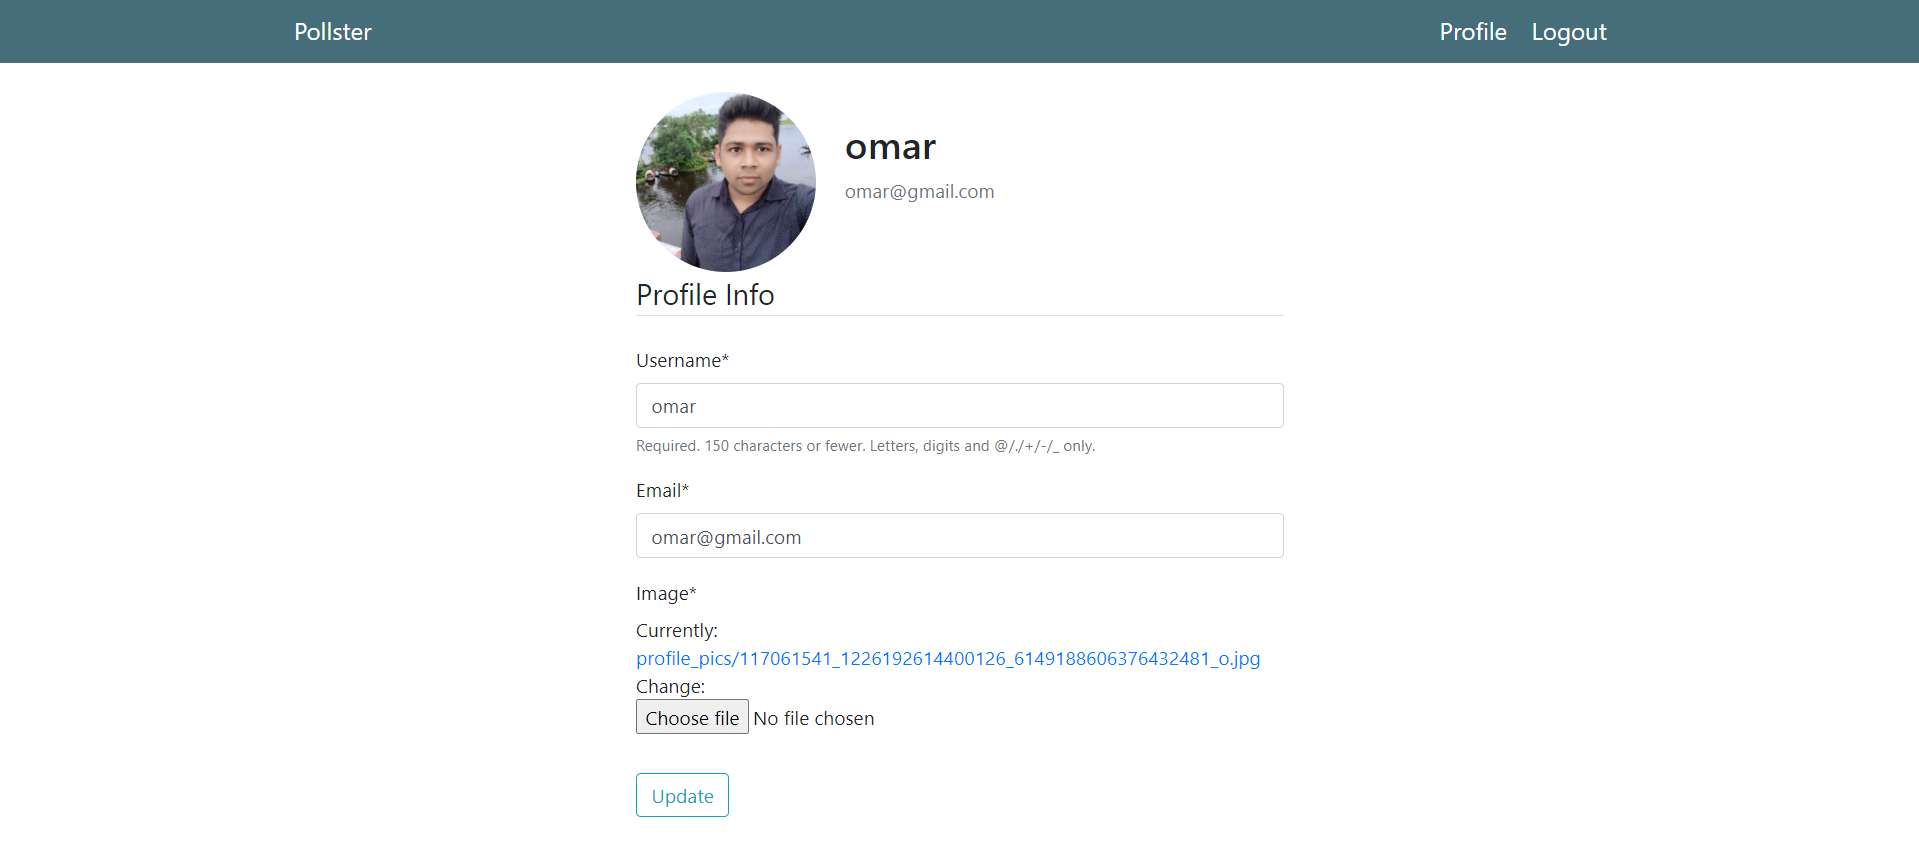 Pollster Profile Logout
omar
omar@gmail.com
Profile Info
Username*
omar
Required. 150 characters or fewer. Letters, digits and @/./+/-/_ only.
Email*
omar@gmail.com
Image*
Currently:
profile_pics/117061541_1226192614400126_6149188606376432481_o.jpg
Change:
Choose file No file chosen
Update